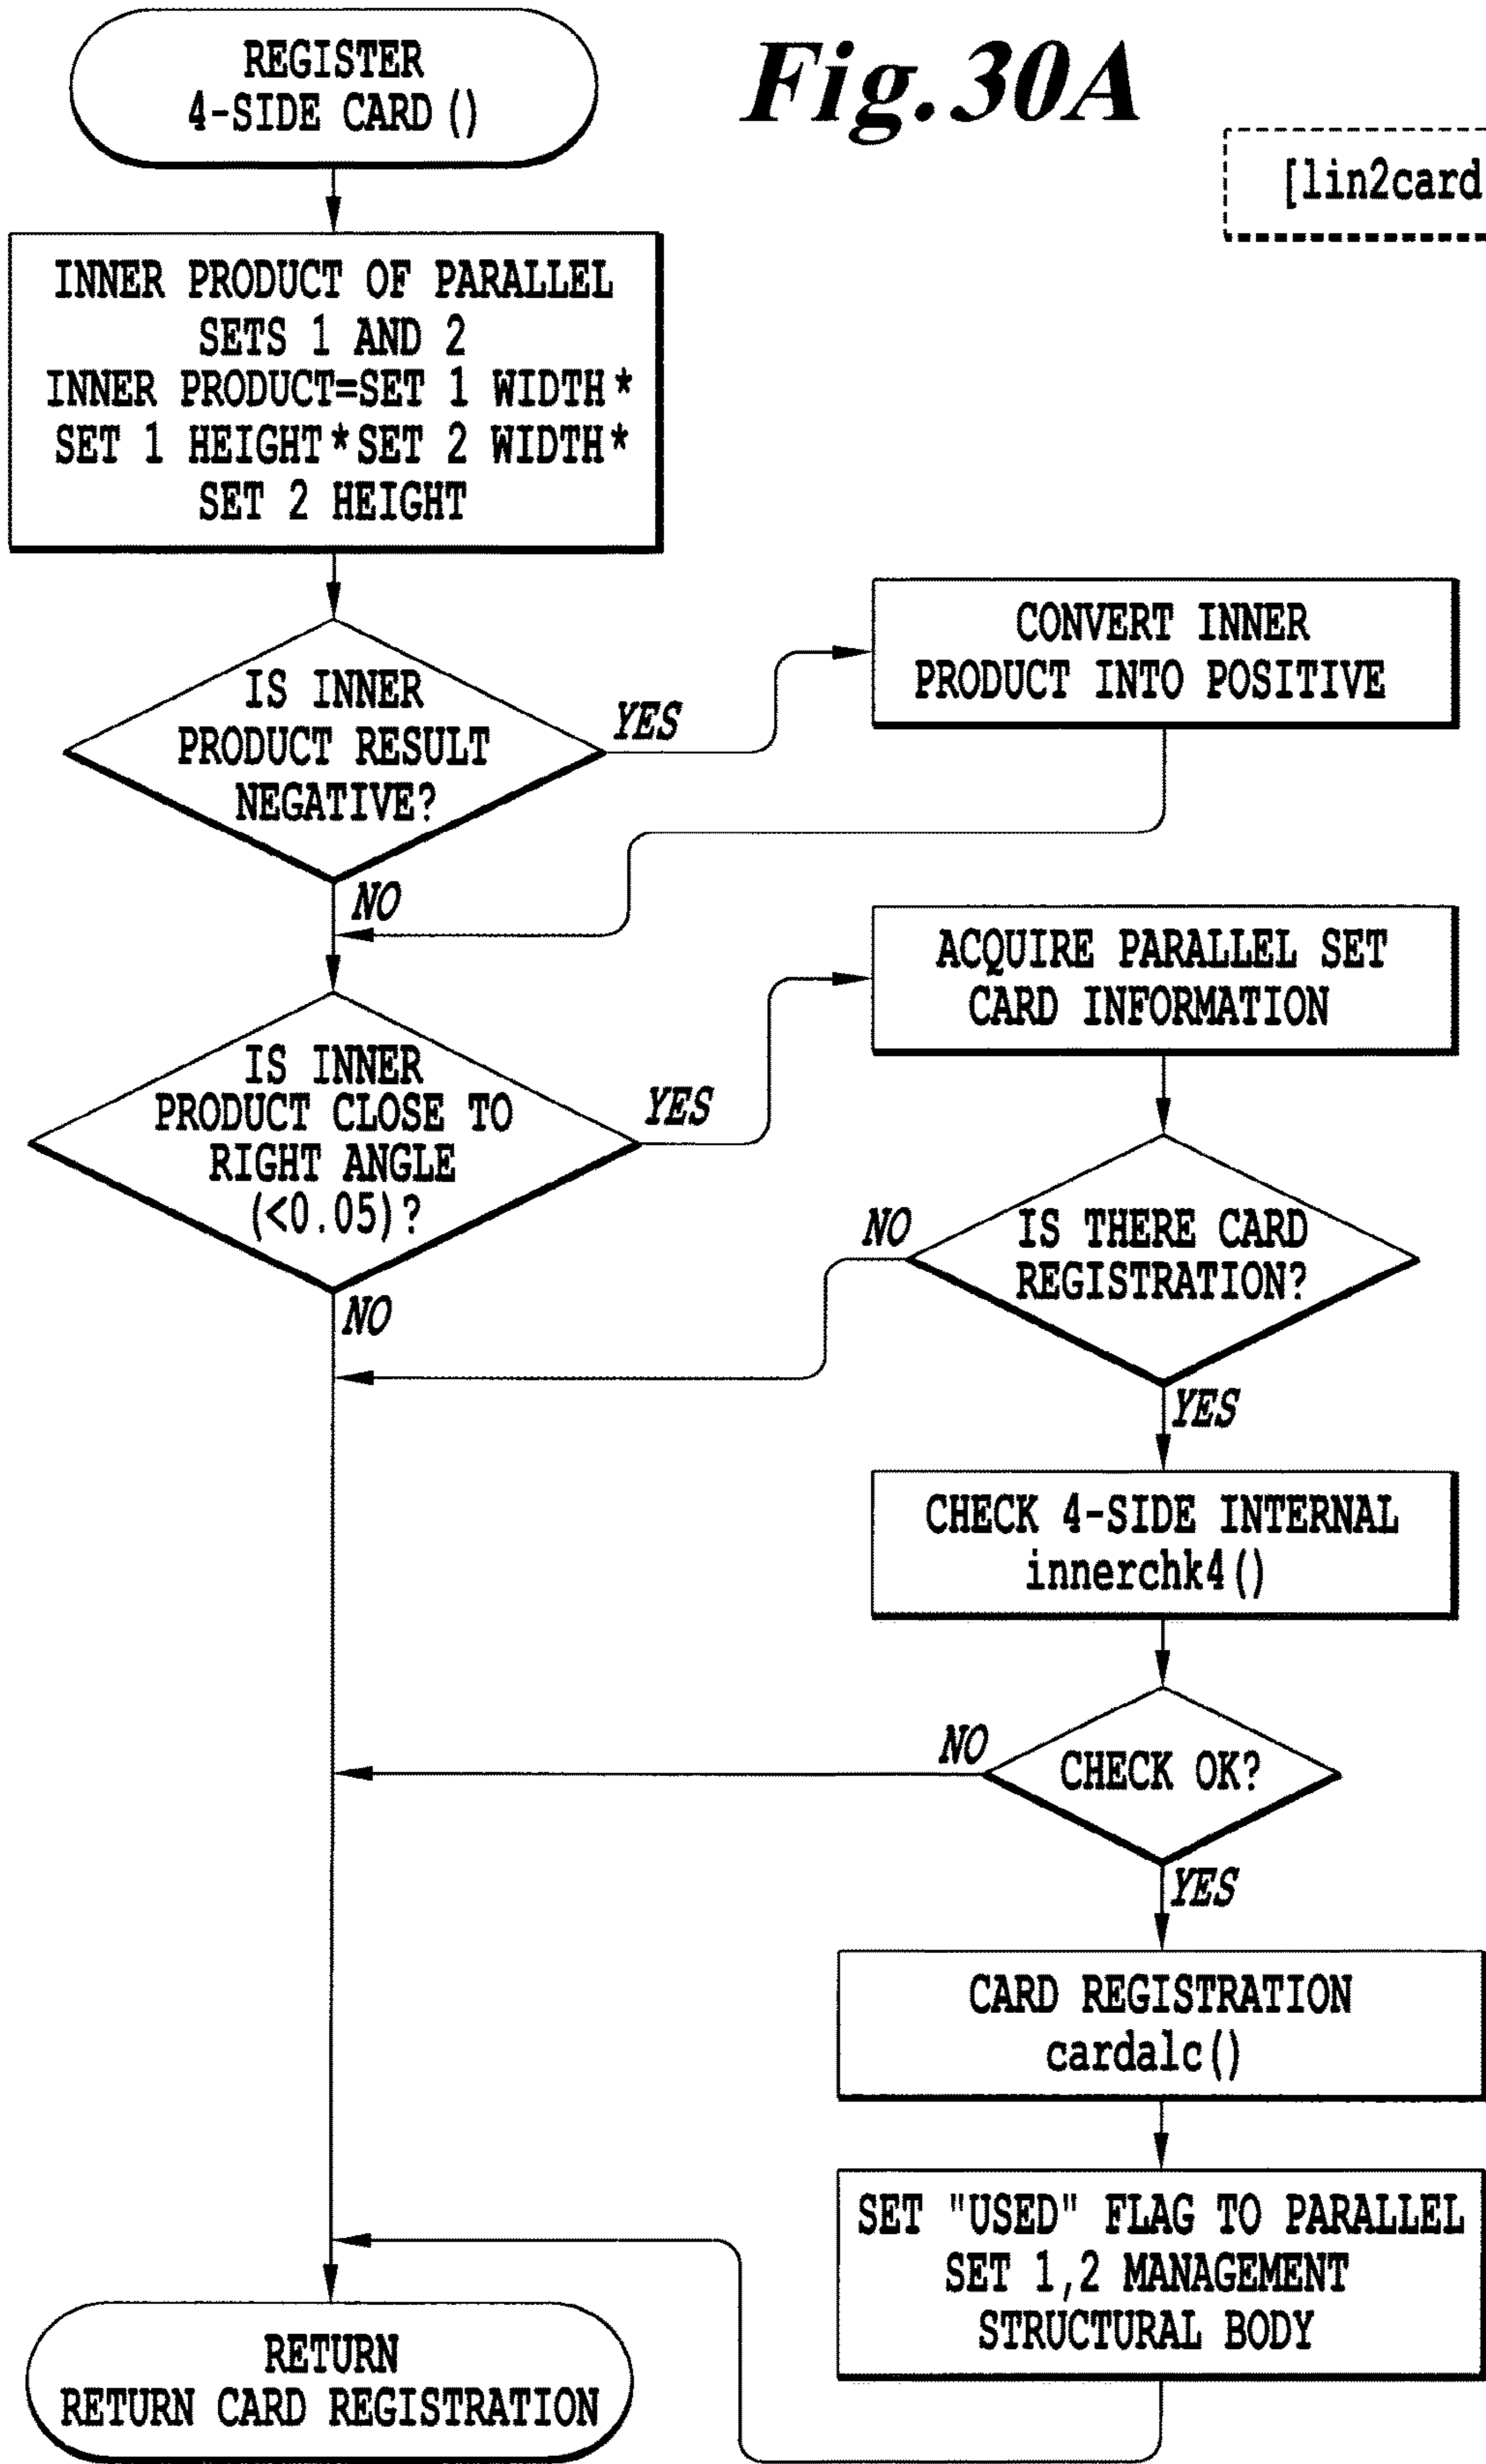 Fig.30A
[lin2card
REGISTER
4-SIDE CARD()
INNER PRODUCT OF PARALLEL
SETS 1 AND 2
INNER PRODUCT=SET 1 WIDTH*
SET 1 HEIGHT*SET 2 WIDTH*
SET 2 HEIGHT
IS INNER
PRODUCT RESULT
NEGATIVE?
YES
CONVERT INNER
PRODUCT INTO POSITIVE
NO
IS INNER
PRODUCT CLOSE TO
RIGHT ANGLE
(<0.05)?
YES
ACQUIRE PARALLEL SET
CARD INFORMATION
NO
IS THERE CARD
REGISTRATION?
NO
YES
CHECK 4-SIDE INTERNAL
innerchk4()
CHECK OK?
NO
YES
CARD REGISTRATION
cardalc()
SET "USED" FLAG TO PARALLEL
SET 1,2 MANAGEMENT
STRUCTURAL BODY
RETURN
RETURN CARD REGISTRATION